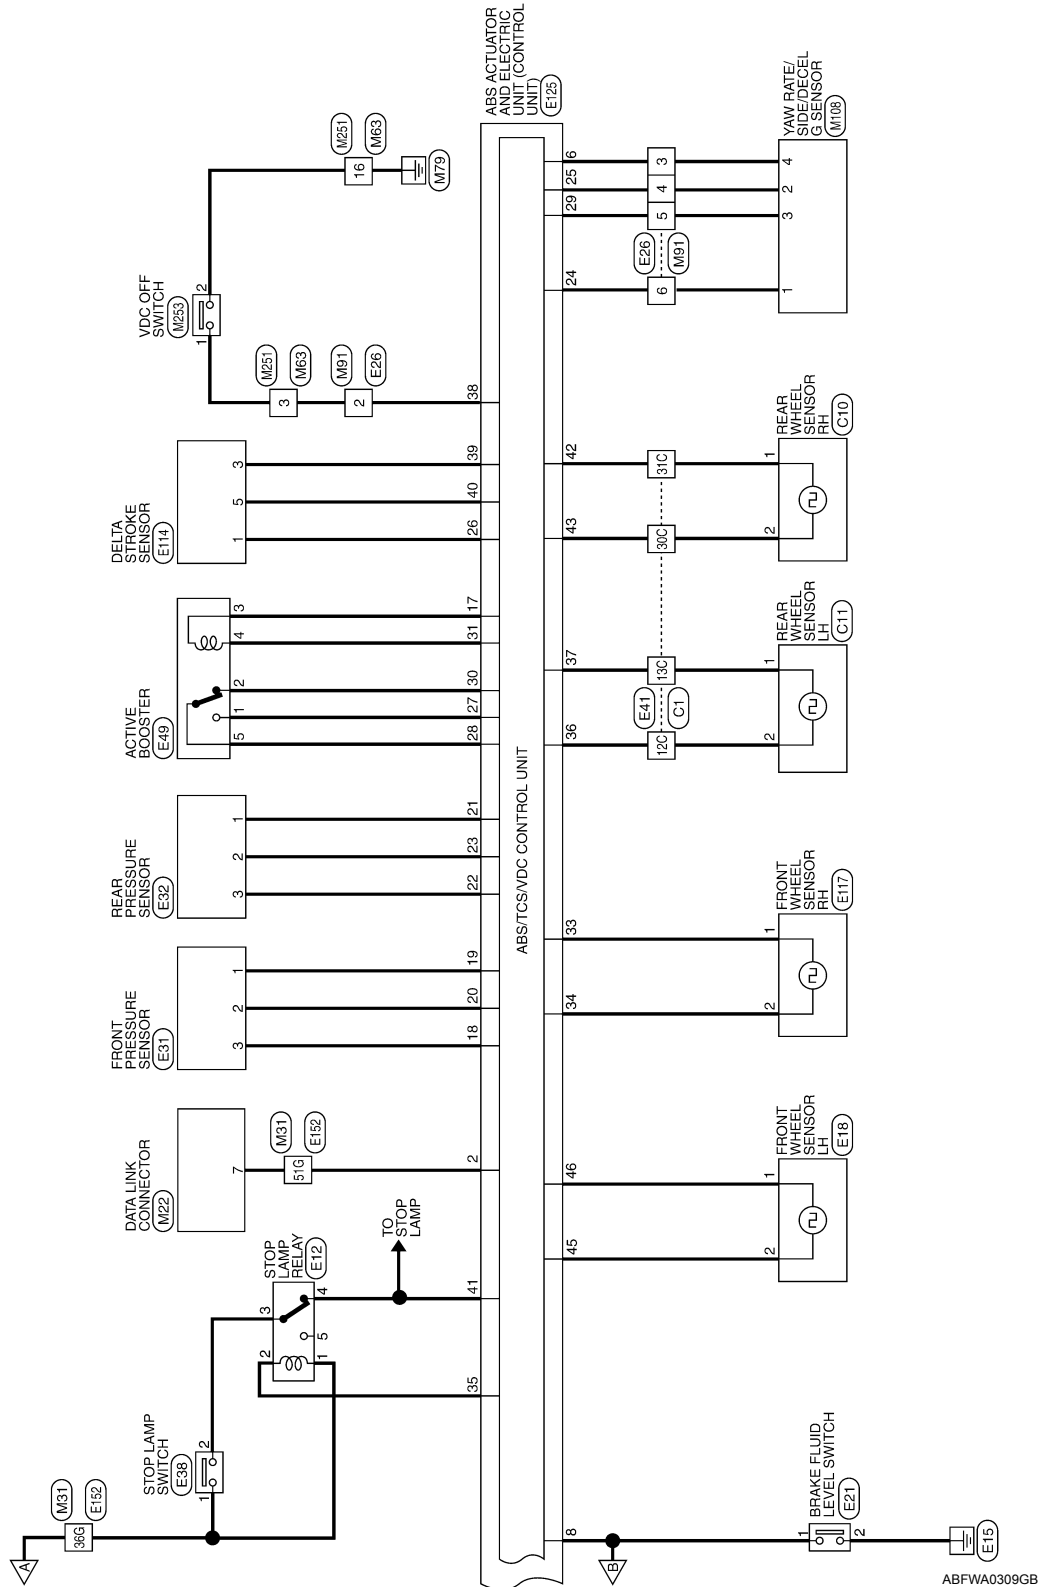 A
36G
M31
E152
STOP LAMP
SWITCH
E38
1
2
STOP
LAMP
RELAY
E12
3
4
5
2
1
TO
STOP
LAMP
35
41
DATA LINK
CONNECTOR
M22
7
51G
M31
E152
2
FRONT
PRESSURE
SENSOR
E31
3
2
1
18
20
19
REAR
PRESSURE
SENSOR
E32
3
2
1
22
23
21
ACTIVE
BOOSTER
E49
5
1
2
4
3
28
27
30
31
17
DELTA
STROKE
SENSOR
E114
1
5
3
26
40
39
VDC OFF
SWITCH
M253
1
2
3
M251
M63
2
M91
E26
38
16
M251
M63
M79
ABS ACTUATOR
AND ELECTRIC
UNIT (CONTROL
UNIT)
E125
ABS/TCS/VDC CONTROL UNIT
8
B
BRAKE FLUID
LEVEL SWITCH
E21
1
2
E15
45
46
FRONT
WHEEL
SENSOR
LH
E18
2
1
34
33
FRONT
WHEEL
SENSOR
RH
E117
2
1
36
37
12C
13C
E41
C1
REAR
WHEEL
SENSOR
LH
C11
2
1
43
42
30C
31C
REAR
WHEEL
SENSOR
RH
C10
2
1
24
29
25
6
6
5
4
3
E26
M91
YAW RATE/
SIDE/DECEL
G SENSOR
M108
1
3
2
4
ABFWA0309GB